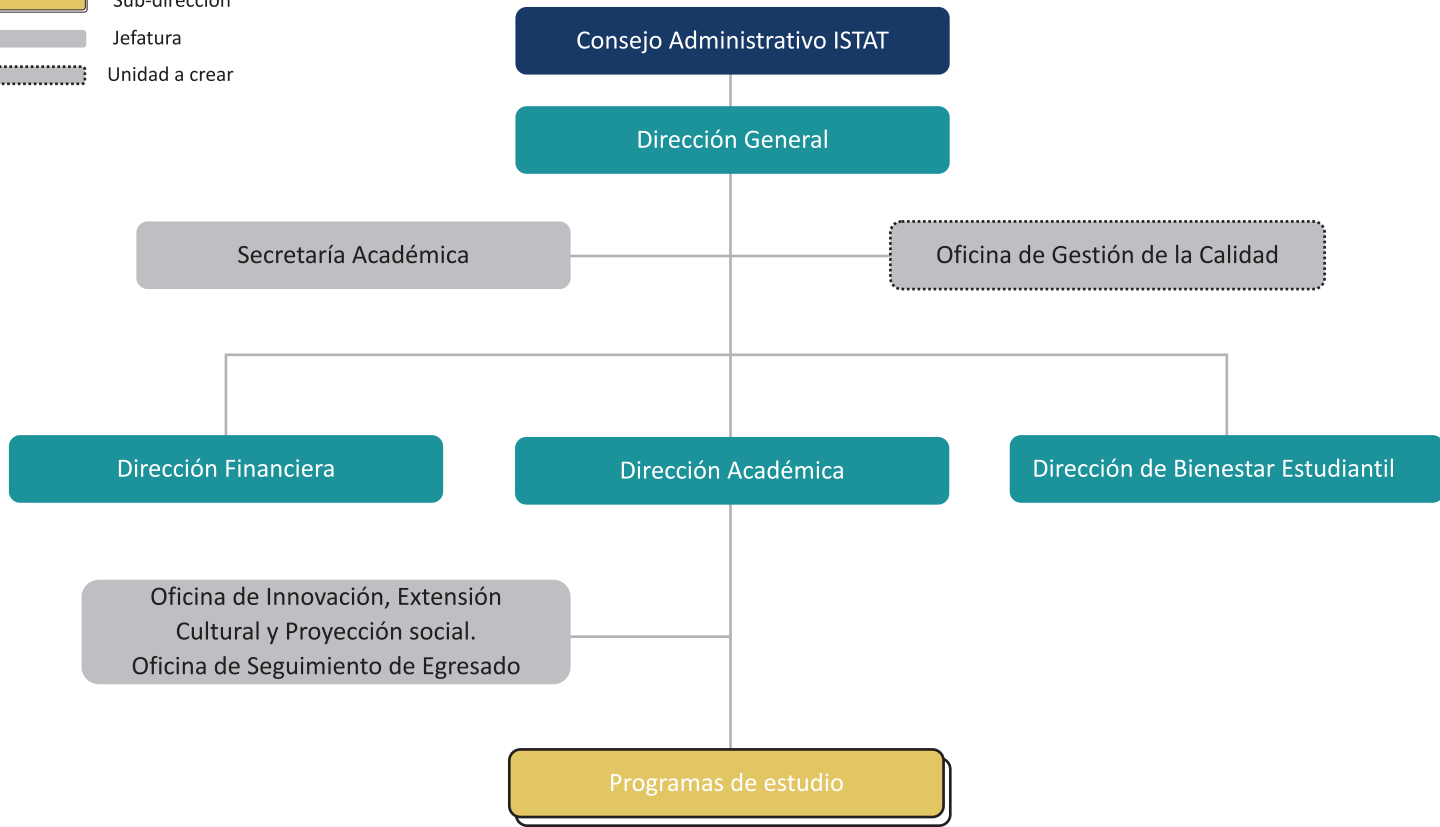 Sub-dirección
Jefatura
Unidad a crear
Consejo Administrativo ISTAT
Dirección General
Secretaría Académica
Oficina de Gestión de la Calidad
Dirección Financiera
Dirección Académica
Dirección de Bienestar Estudiantil
Oficina de Innovación, Extensión
Cultural y Proyección social.
Oficina de Seguimiento de Egresado
Programas de estudio